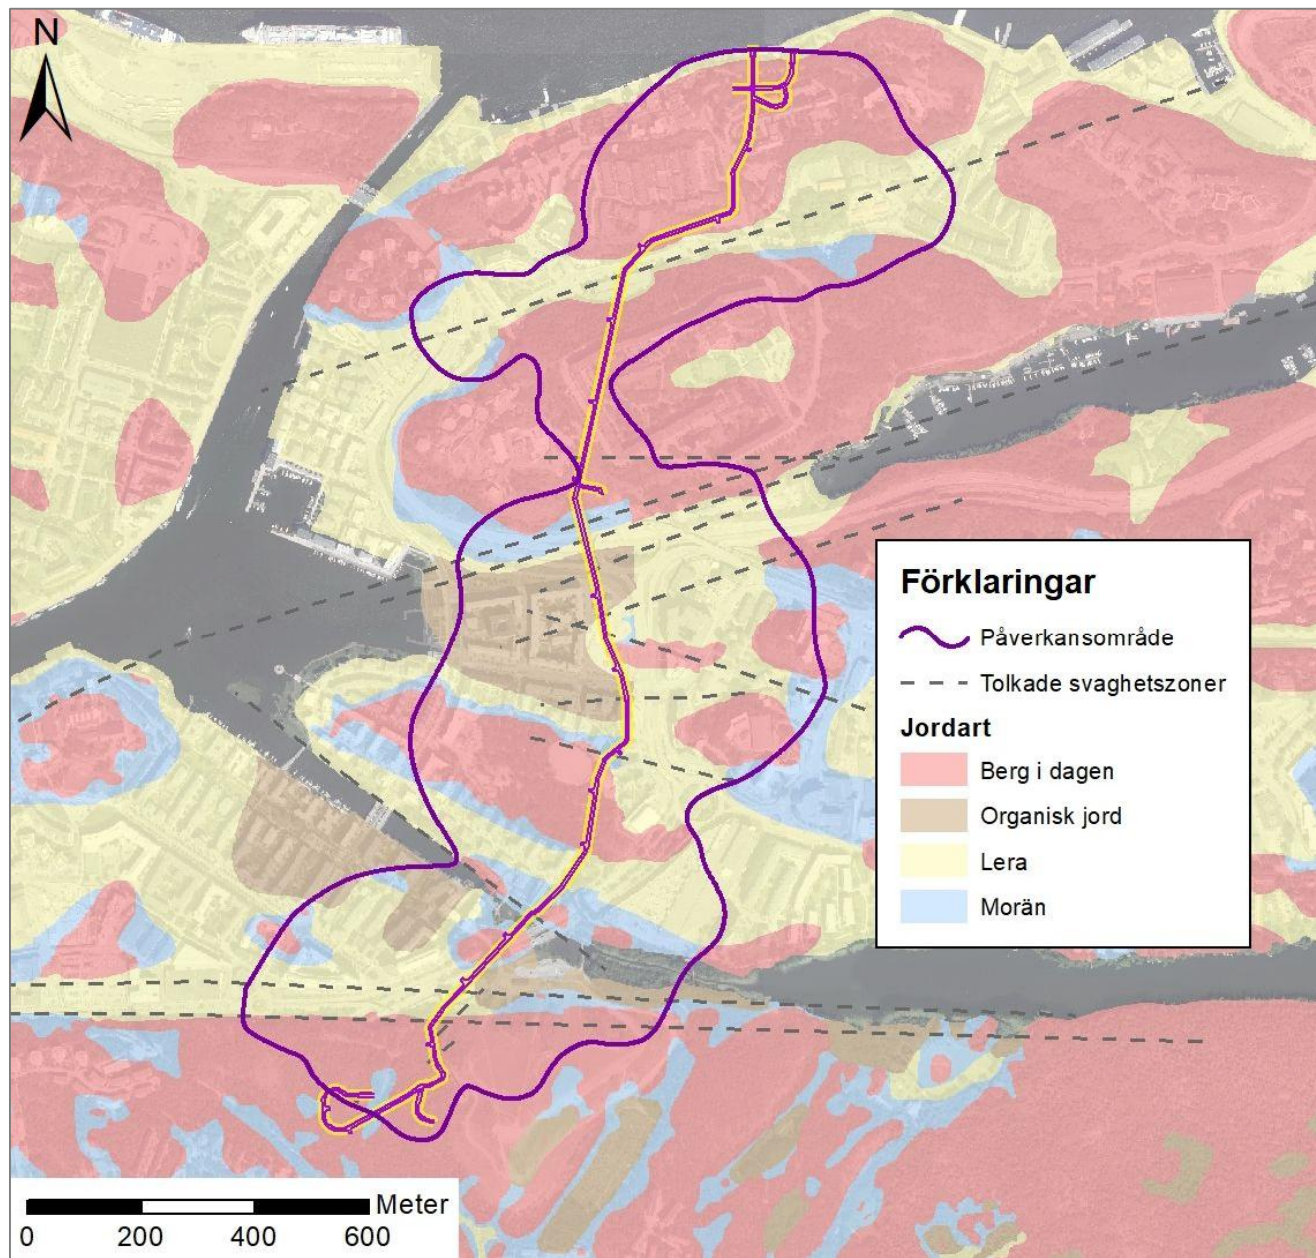 N
Förklaringar
Påverkansområde
Tolkade svaghetszoner
Jordart
Berg i dagen
Organisk jord
Lera
Morän
Meter
0 200 400 600